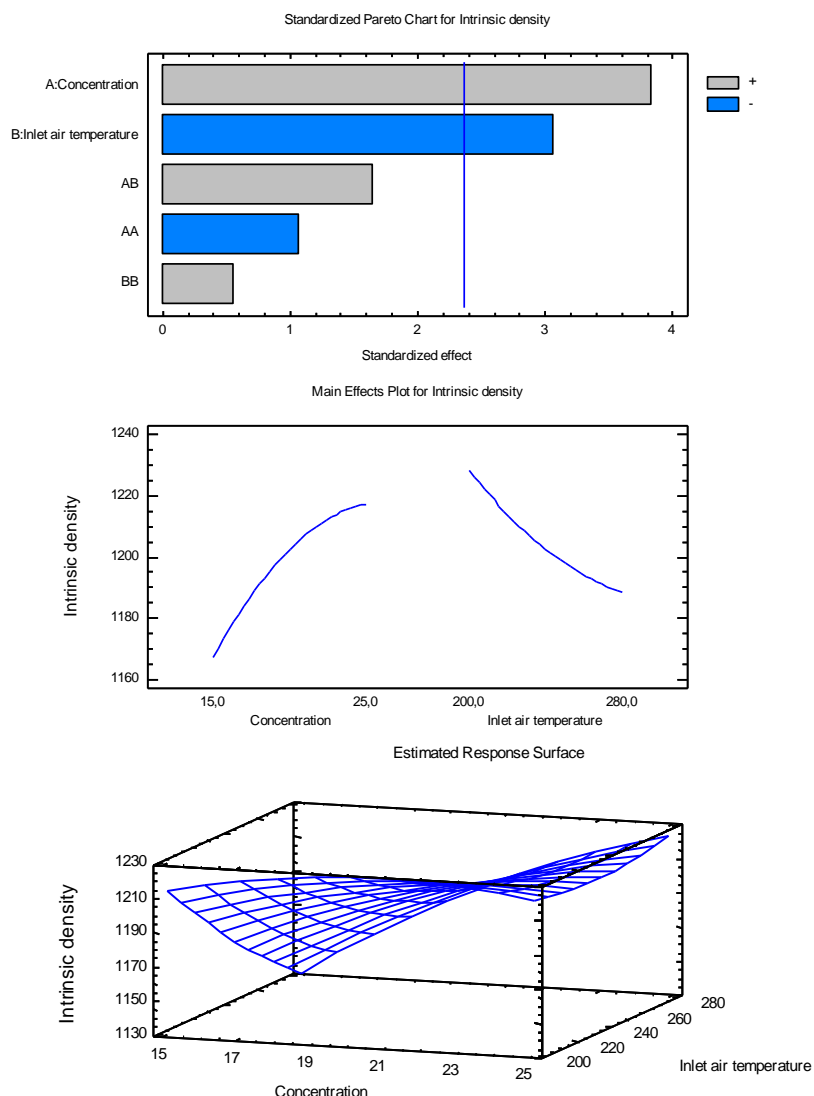 Standardized Pareto Chart for Intrinsic density
A:Concentration
B:Inlet air temperature
AB
AA
BB
+
-
0 1 2 3 4
Standardized effect
Main Effects Plot for Intrinsic density
Intrinsic density
1240
1220
1200
1180
1160
15,0 25,0 200,0 280,0
Concentration Inlet air temperature
Estimated Response Surface
Intrinsic density
1230
1210
1190
1170
1150
1130
15 17 19 21 23 25
Concentration
200 220 240 260 280
Inlet air temperature